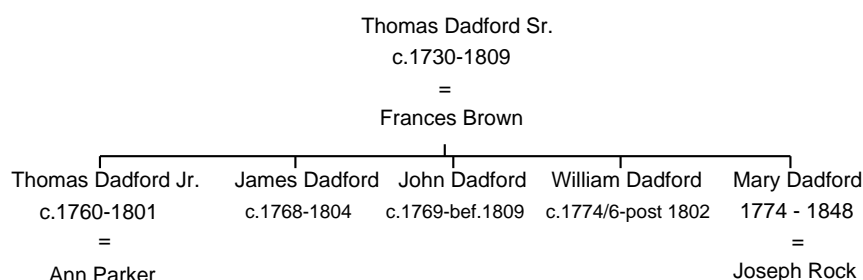 Thomas Dadford Sr.
c.1730-1809
=
Frances Brown
Thomas Dadford Jr. James Dadford John Dadford William Dadford Mary Dadford
c.1760-1801 c.1768-1804 c.1769-bef.1809 c.1774/6-post 1802 1774 - 1848
= =
Ann Parker Joseph Rock